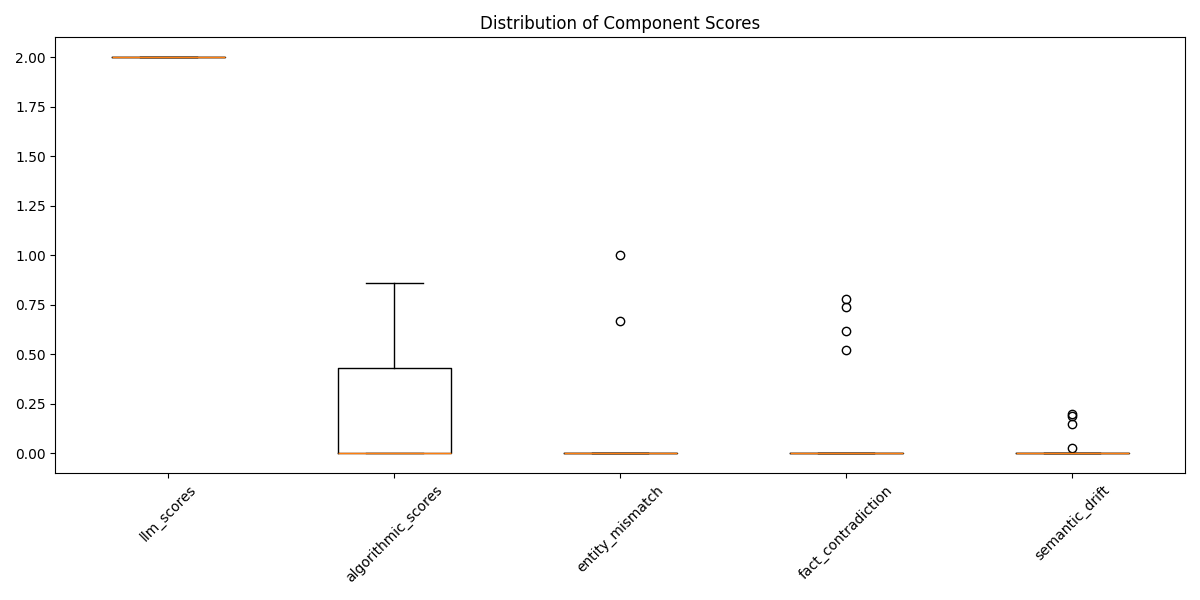 Distribution of Component Scores
2.00
1.75
1.50
1.25
1.00
0.75
0.50
0.25
0.00
llm_scores
algorithmic_scores
entity_mismatch
fact_contradiction
semantic_drift